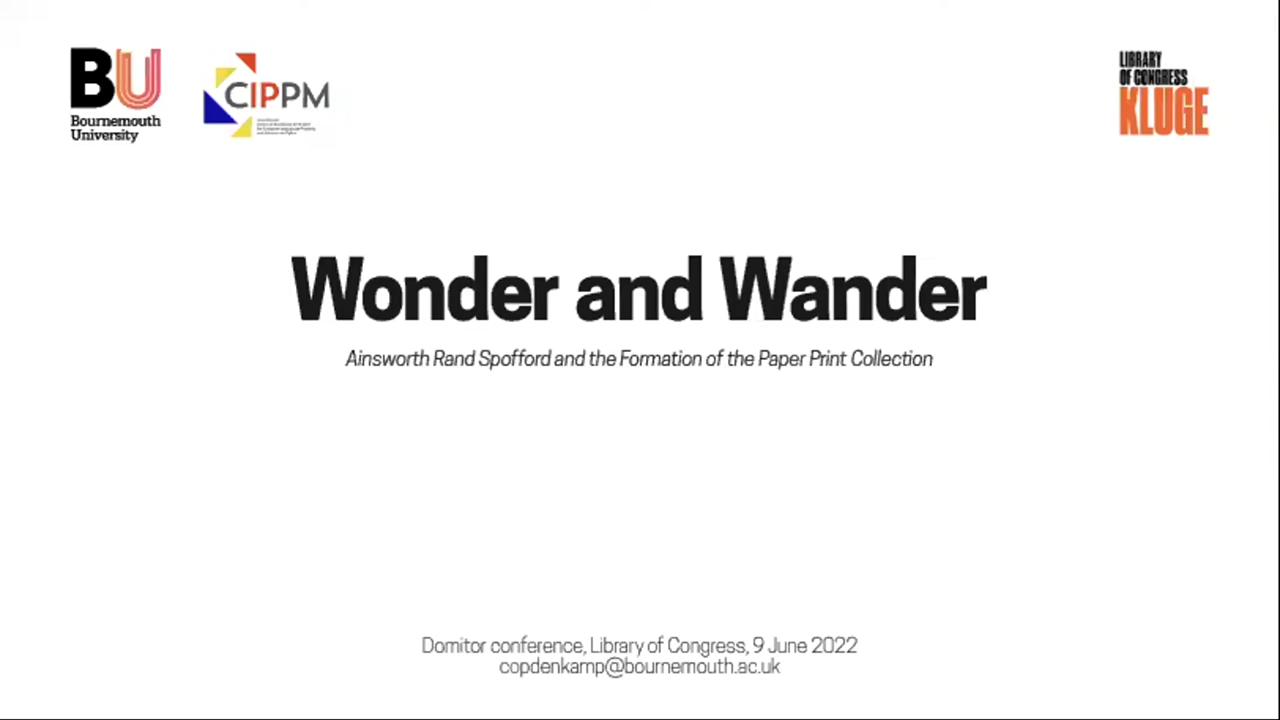 BU
Bournemouth
University
CIPPM
LIBRARY
OF CONGRESS
KLUGE
Wonder and Wander
Ainsworth Rand Spofford and the Formation of the Paper Print Collection
Domitor conference, Library of Congress, 9 June 2022
copdenkamp@bournemouth.ac.uk